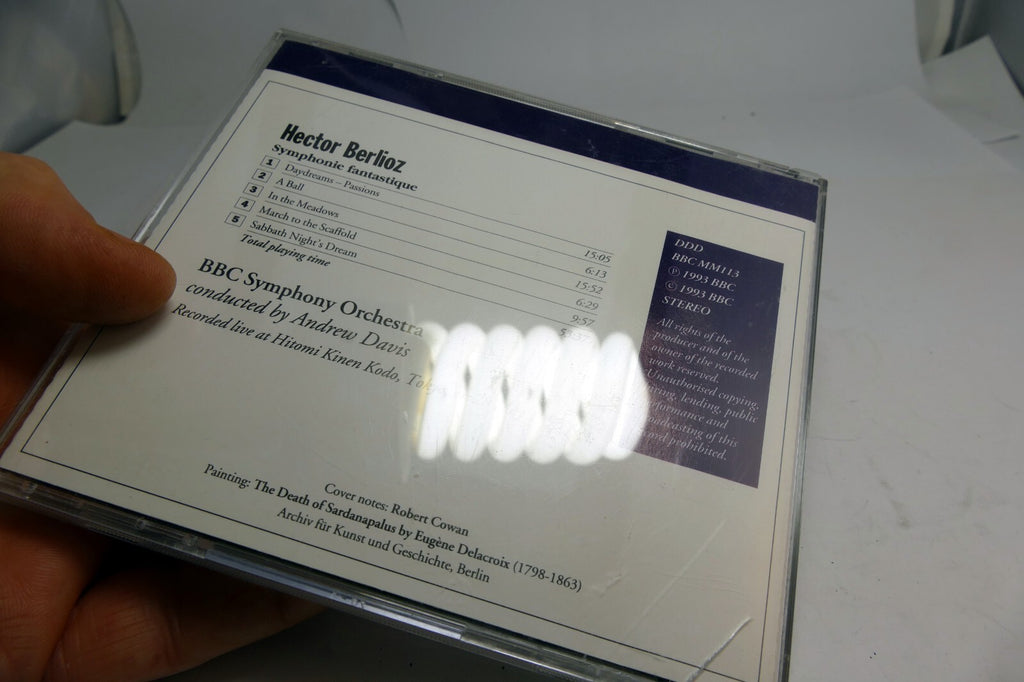 Hector Berlioz
Symphonie fantastique
1 Daydreams – Passions 15:05
2 A Ball 6:13
3 In the Meadows 15:52
4 March to the Scaffold 6:29
5 Sabbath Night's Dream 9:57
Total playing time
BBC Symphony Orchestra
conducted by Andrew Davis
Recorded live at Hitomi Kinen Kodo,
DDD
BBC MM113
℗ 1993 BBC
© 1993 BBC
STEREO
All rights of the
producer and of the
owner of the recorded
work reserved.
Unauthorised copying,
lending, public
and
of this
prohibited.
Cover notes: Robert Cowan
Painting: The Death of Sardanapalus by Eugène Delacroix (1798-1863)
Archiv für Kunst und Geschichte, Berlin